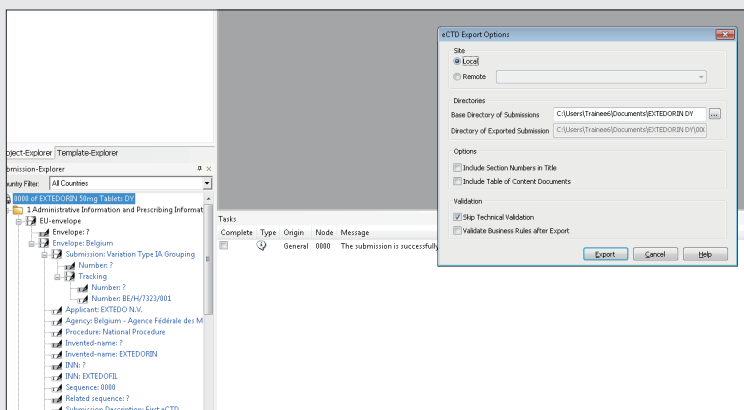 eCTD Export Options
Site
Local
Remote
Directories
Base Directory of Submissions C:\Users\Trainee6\Documents\EXTEDORIN DY ...
Directory of Exported Submission C:\Users\Trainee6\Documents\EXTEDORIN DY\000
Options
Include Section Numbers in Title
Include Table of Content Documents
Validation
Skip Technical Validation
Validate Business Rules after Export
Export Cancel Help
oject-Explorer Template-Explorer
bmission-Explorer
ountry Filter: All Countries
0000 of EXTEDORIN 50mg Tablets DY
1 Administrative Information and Prescribing Informat
EU-envelope
Envelope: ?
Envelope: Belgium
Submission: Variation Type IA Grouping
Number: ?
Tracking
Number: ?
Number: BE/H/7323/001
Applicant: EXTEDO N.V.
Agency: Belgium - Agence Fédérale des M
Procedure: National Procedure
Invented-name: ?
Invented-name: EXTEDORIN
INN: ?
INN: EXTEDOFIL
Sequence: 0000
Related sequence: ?
Submission Description: First eCTD
Tasks
Complete Type Origin Node Message
General 0000 The submission is successfully